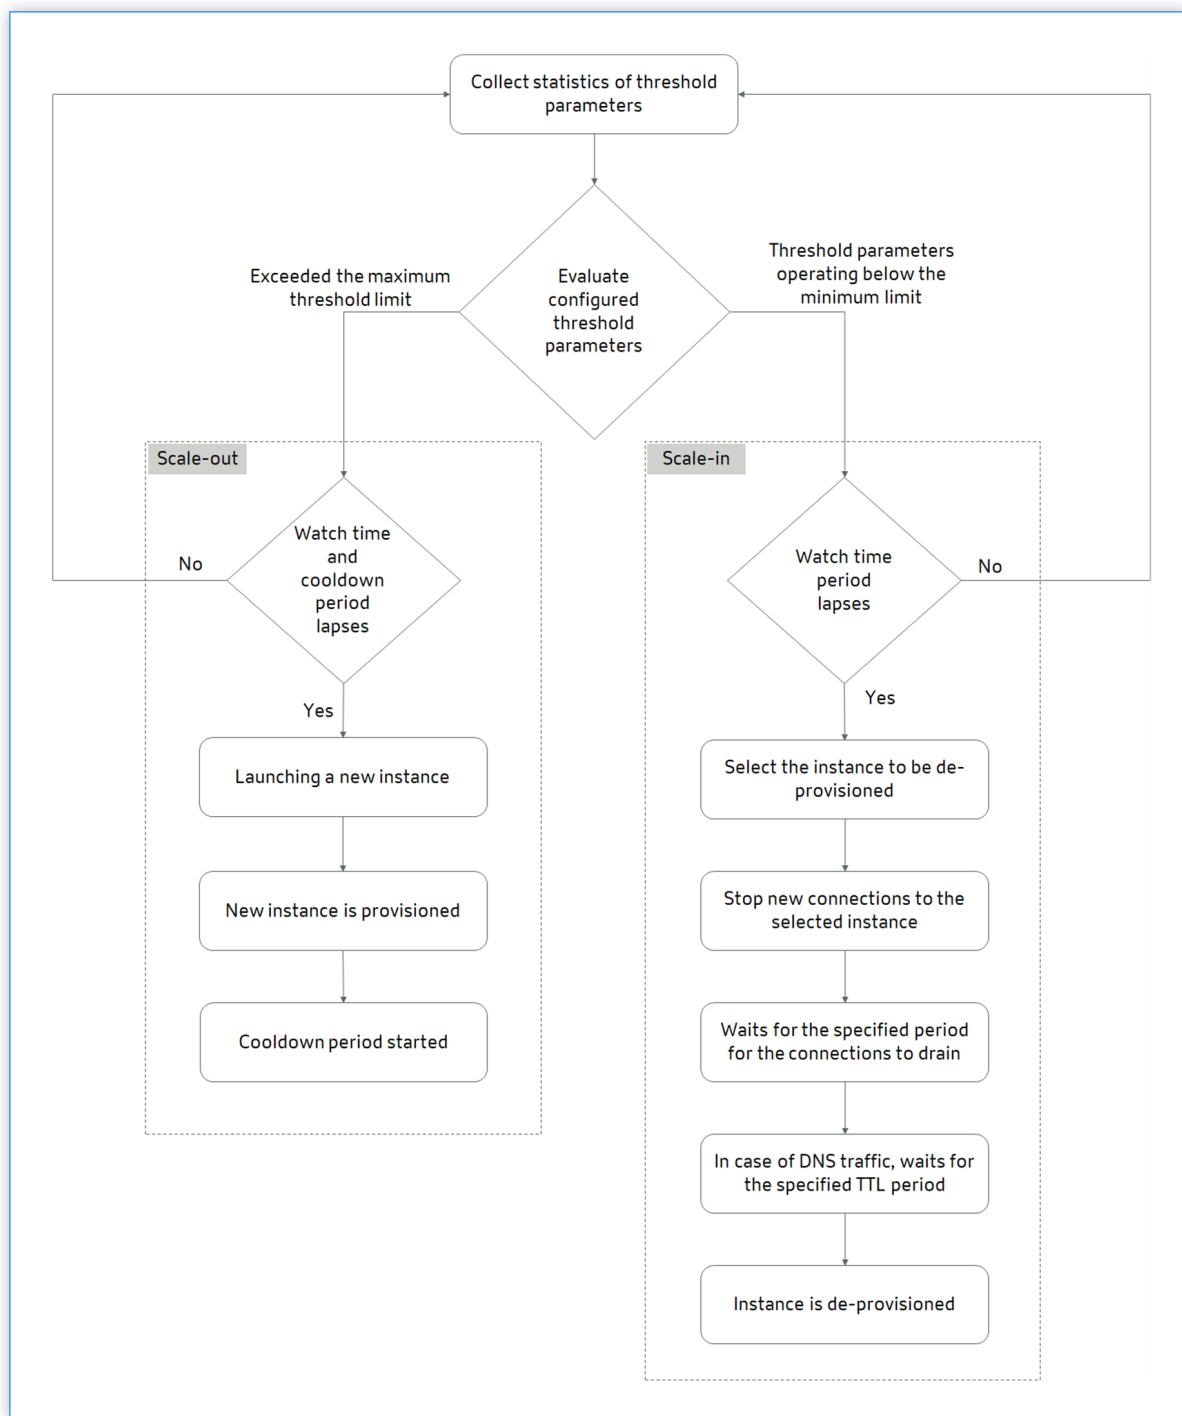 Collect statistics of threshold
parameters
Exceeded the maximum
threshold limit
Evaluate
configured
threshold
parameters
Threshold parameters
operating below the
minimum limit
Scale-out
Watch time
and
cooldown
period
lapses
No
Yes
Launching a new instance
New instance is provisioned
Cooldown period started
Scale-in
Watch time
period
lapses
No
Yes
Select the instance to be de-
provisioned
Stop new connections to the
selected instance
Waits for the specified period
for the connections to drain
In case of DNS traffic, waits for
the specified TTL period
Instance is de-provisioned